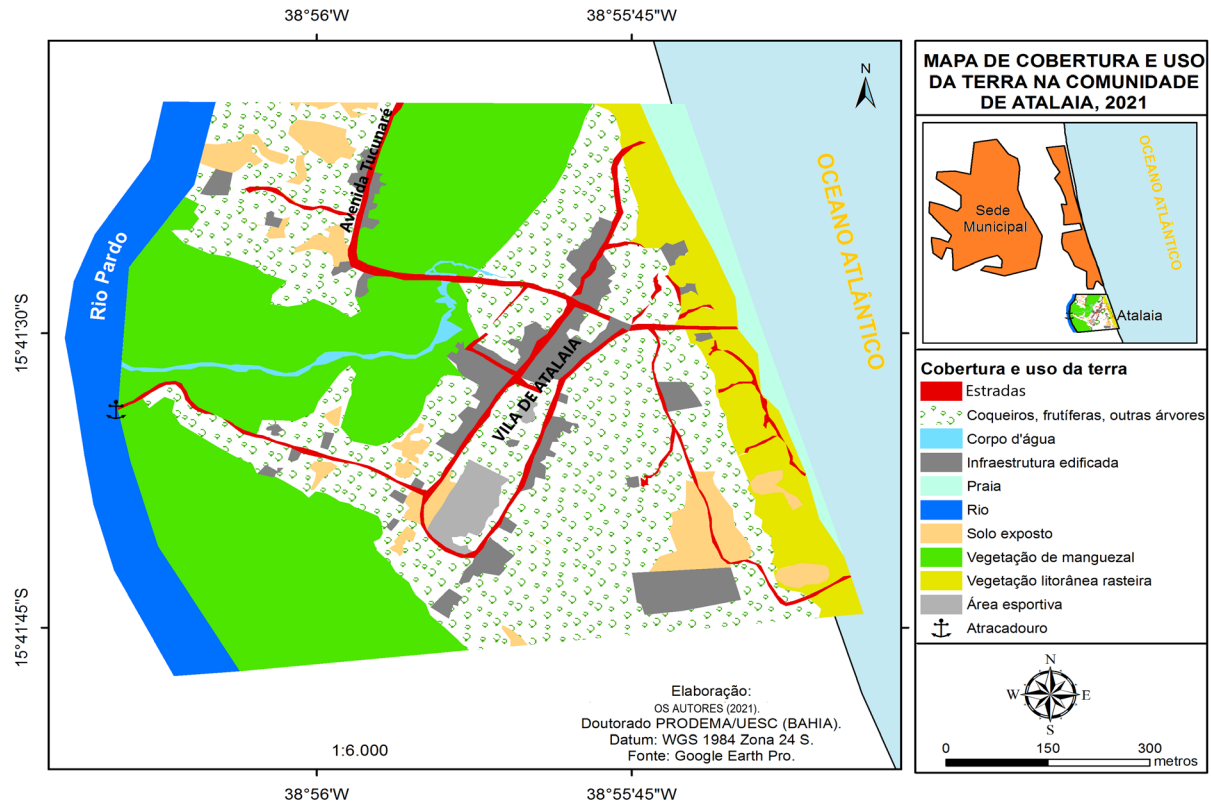 38°56'W
38°55'45"W
15°41'30"S
15°41'45"S
Avenida Tucunaré
Rio Pardo
VILA DE ATALAIA
OCEANO ATLÂNTICO
N
Elaboração:
OS AUTORES (2021).
Doutorado PRODEMA/UESC (BAHIA).
Datum: WGS 1984 Zona 24 S.
Fonte: Google Earth Pro.
1:6.000
38°56'W
38°55'45"W
MAPA DE COBERTURA E USO
DA TERRA NA COMUNIDADE
DE ATALAIA, 2021
Sede
Municipal
OCEANO ATLÂNTICO
Atalaia
Cobertura e uso da terra
Estradas
Coqueiros, frutíferas, outras árvores
Corpo d'água
Infraestrutura edificada
Praia
Rio
Solo exposto
Vegetação de manguezal
Vegetação litorânea rasteira
Área esportiva
Atracadouro
N
W
E
S
0 150 300
metros